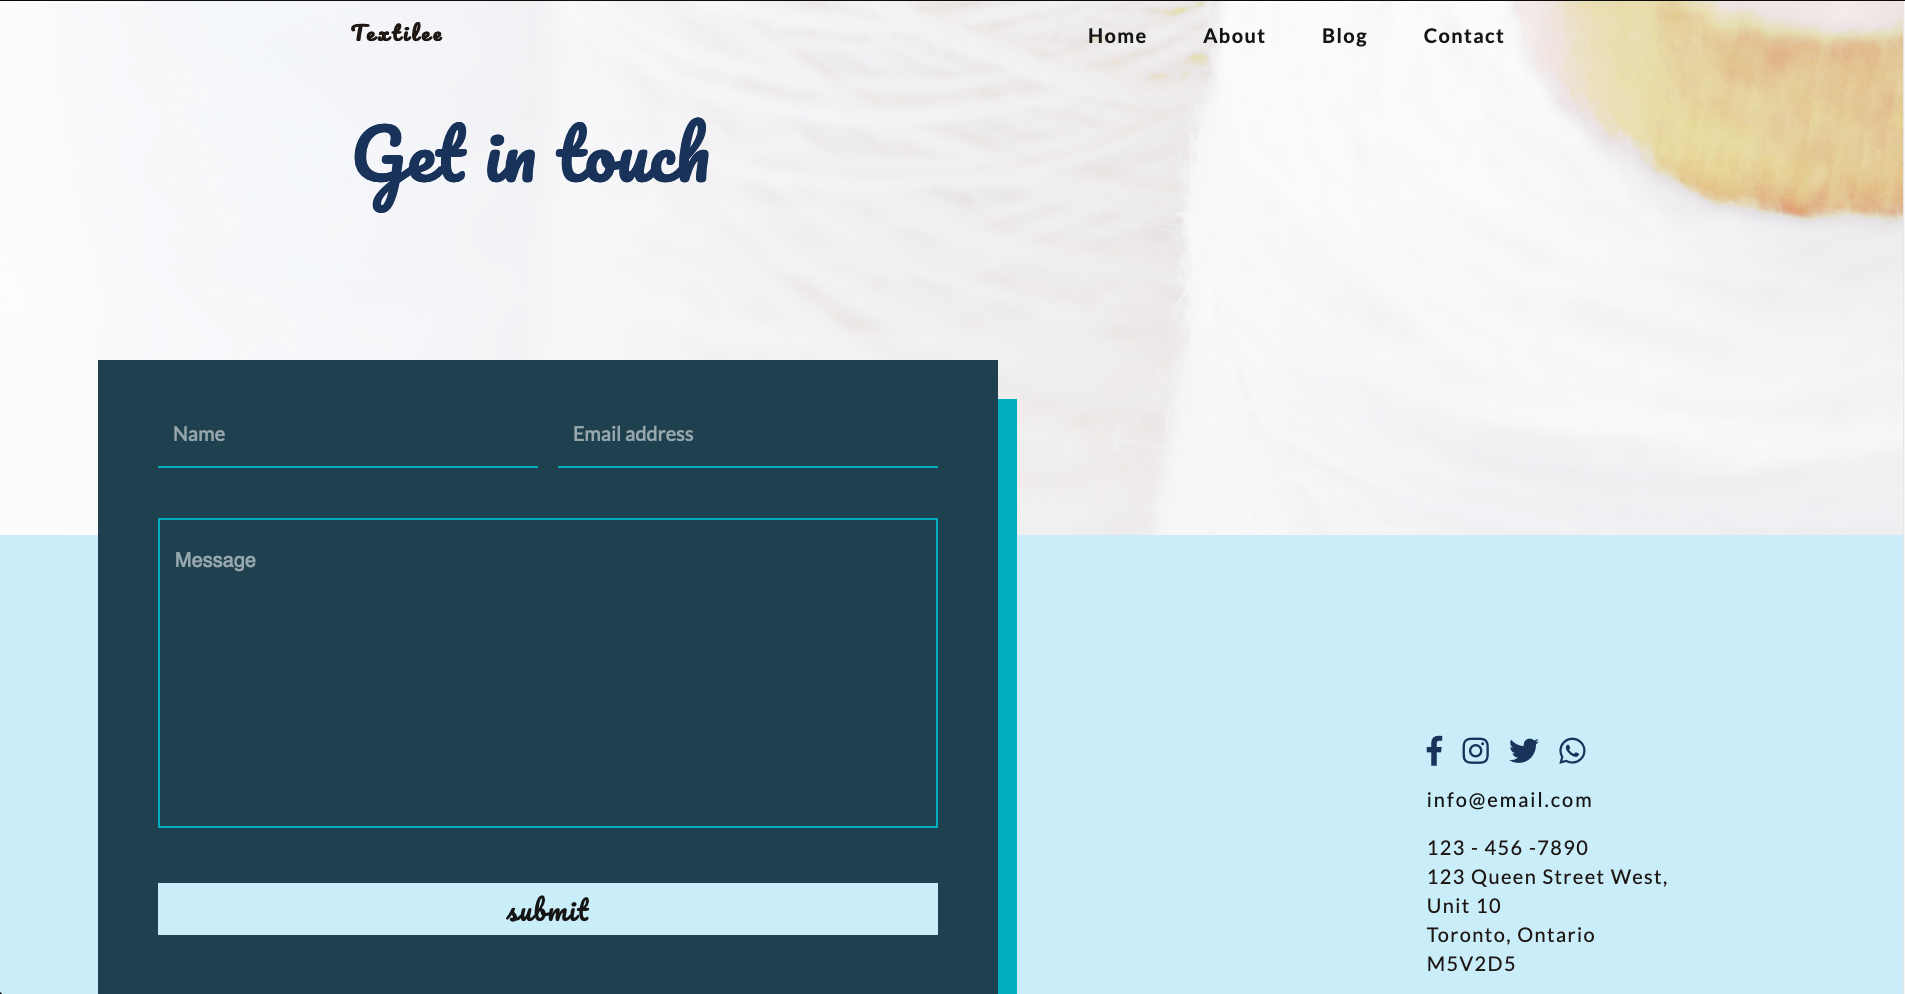 Textilee
Home About Blog Contact
Get in touch
Name Email address
Message
submit
info@email.com
123 - 456 -7890
123 Queen Street West,
Unit 10
Toronto, Ontario
M5V2D5